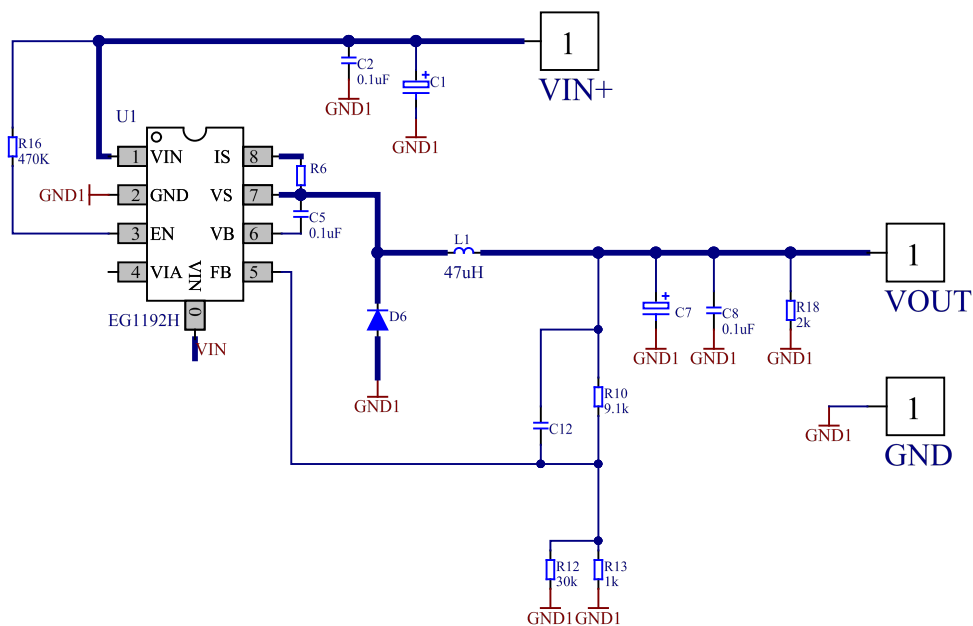 1
VIN+
C2
0.1uF
C1
GND1
GND1
U1
R16
470K
1
VIN
IS
8
R6
GND1
2
GND
VS
7
C5
0.1uF
3
EN
VB
6
4
VIA
FB
5
VIN
0
EG1192H
VIN
L1
47uH
D6
GND1
1
VOUT
C7
C8
0.1uF
R18
2k
GND1
GND1
GND1
R10
9.1k
C12
1
GND1
GND
R12
30k
R13
1k
GND1
GND1